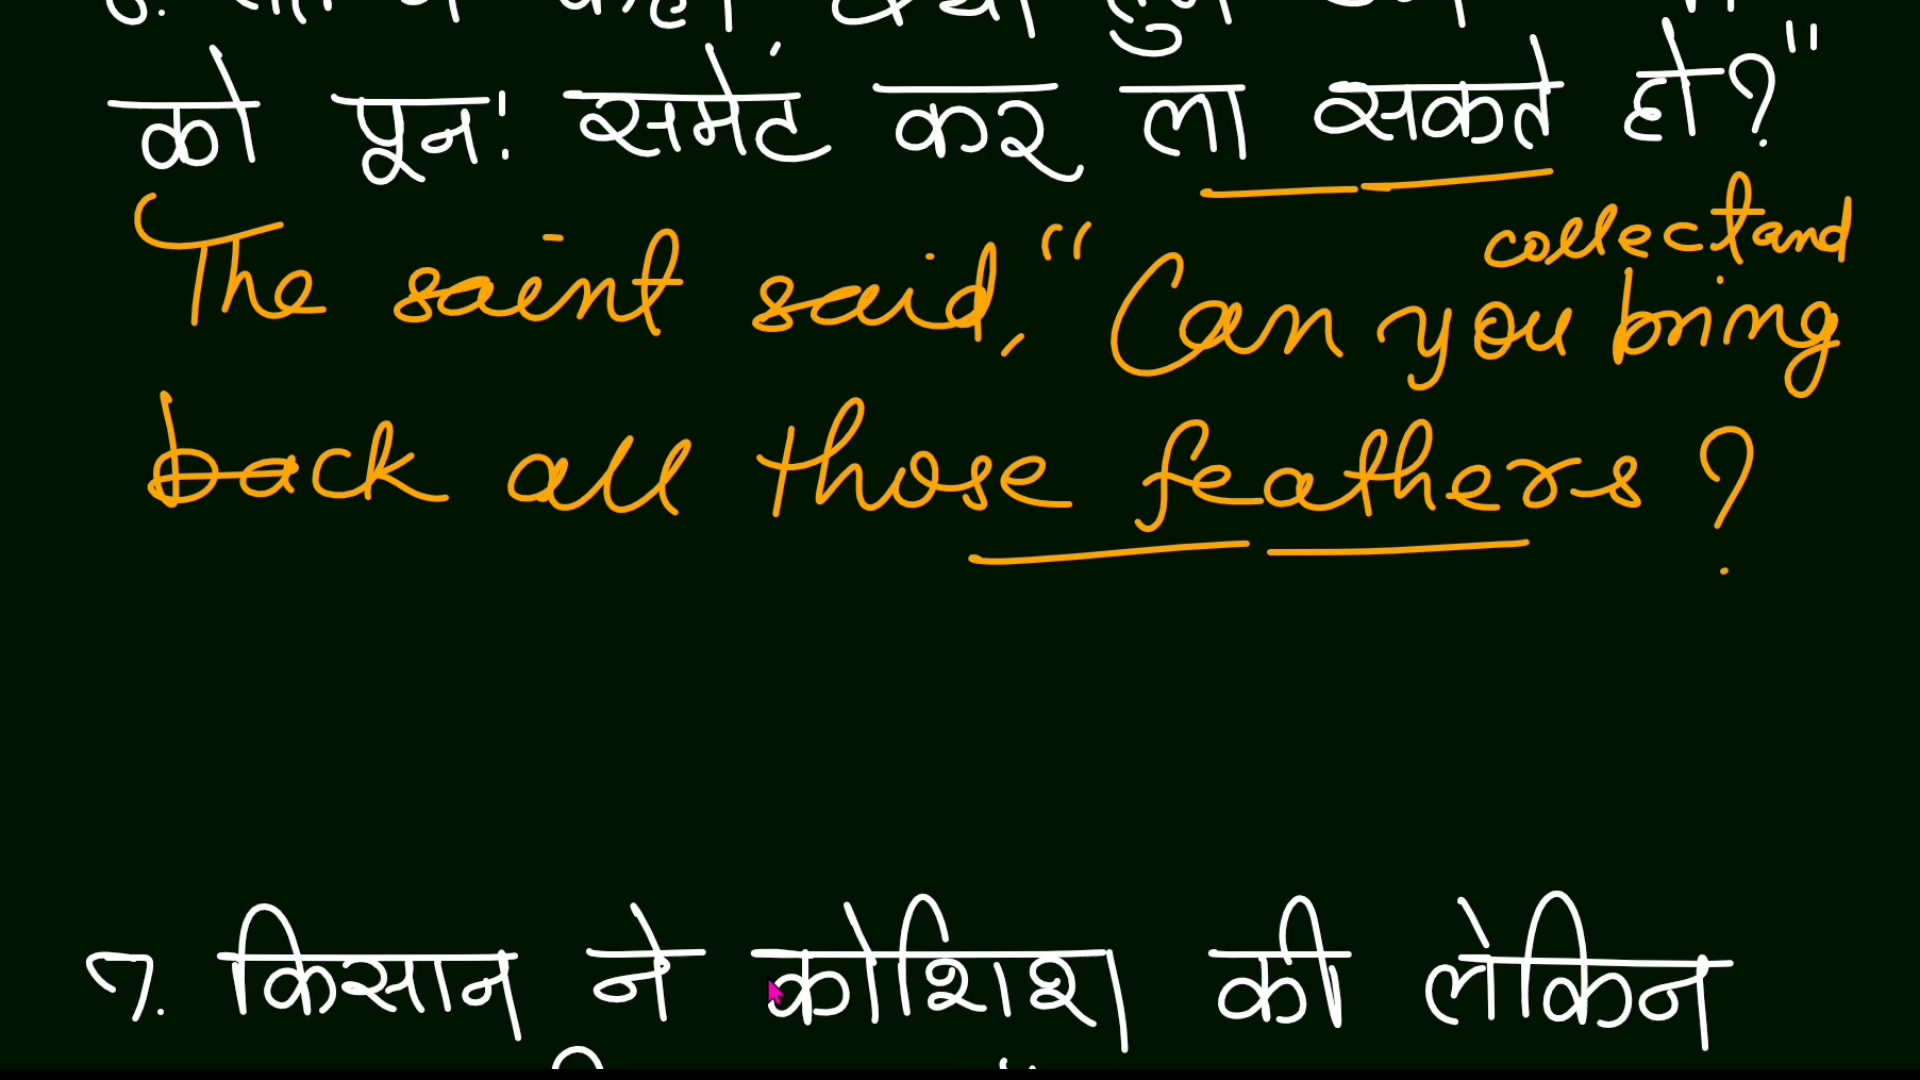 को पून: समेट कर ला सकते हो?"
The saint said, "Can you collect and bring
back all those feathers ?
7. किसान ने कोशिश की लेकिन